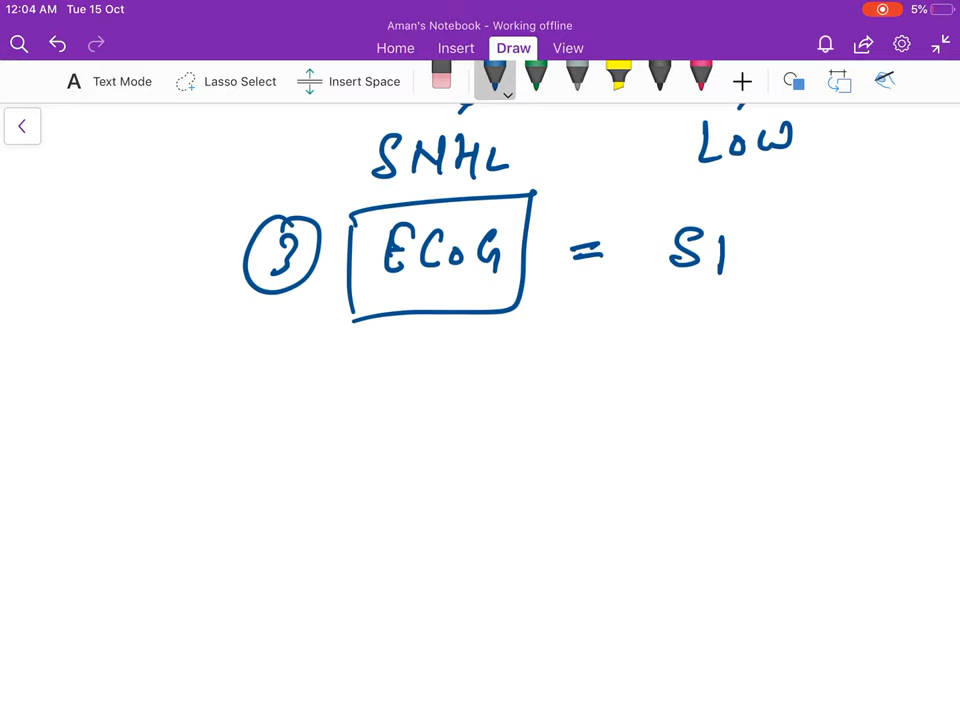 12:04 AM Tue 15 Oct 5%
Aman's Notebook - Working offline
Home Insert Draw View
A Text Mode Lasso Select Insert Space
SNHL LOW
3 ECoG = SI